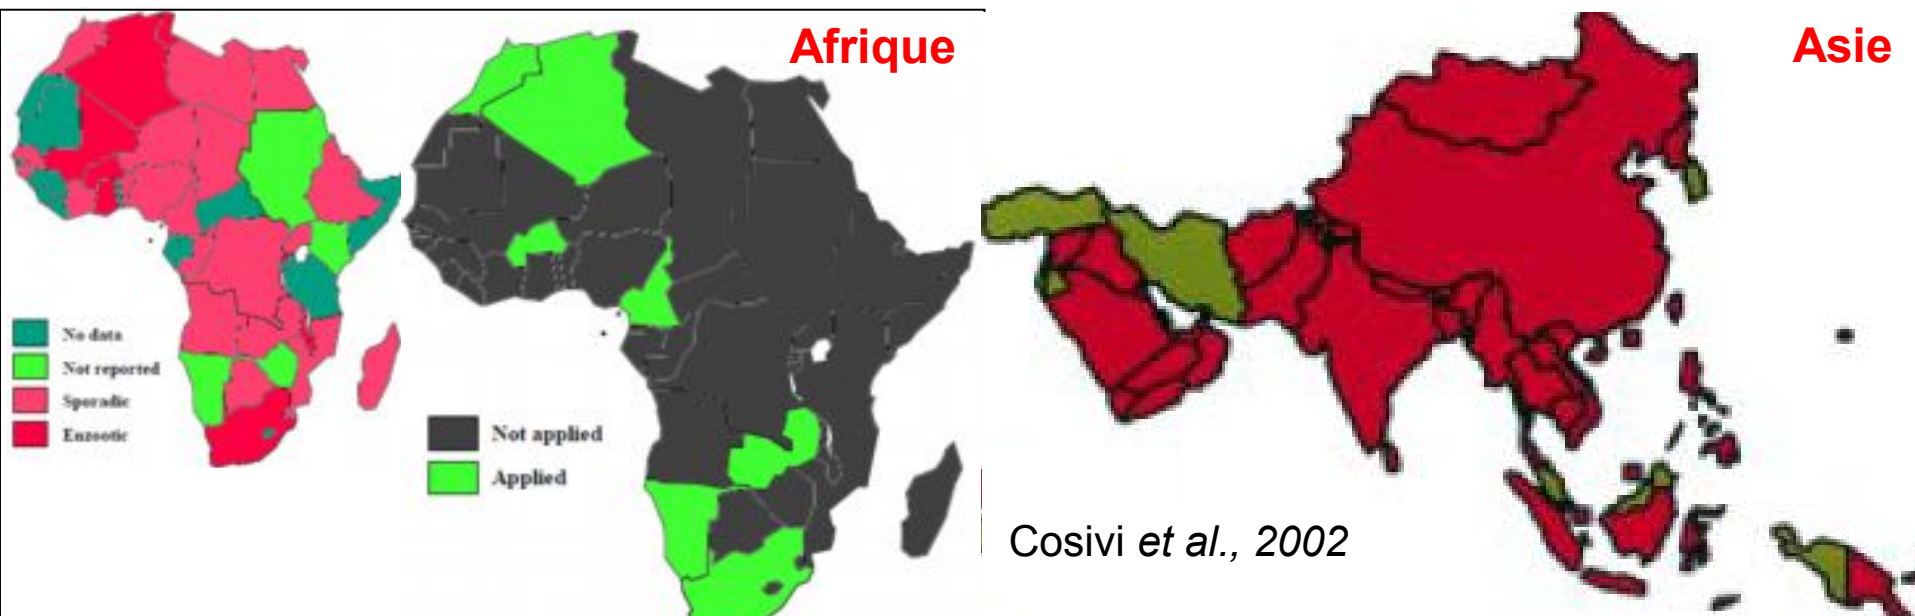 Afrique
Asie
No data
Not reported
Sporadic
Enzootic
Not applied
Applied
Cosivi et al., 2002